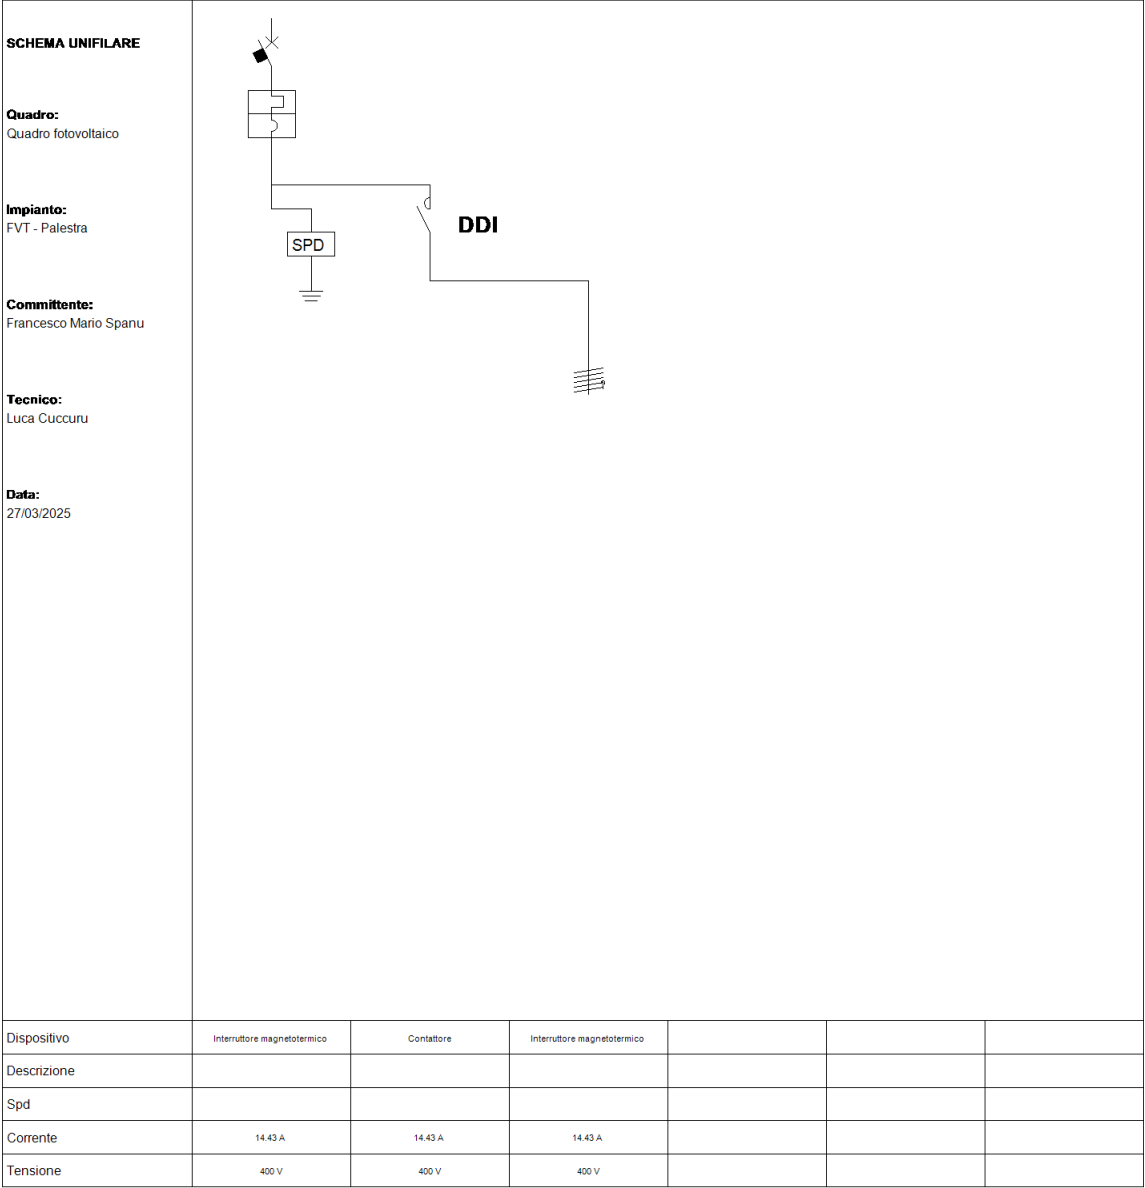 SCHEMA UNIFILARE
Quadro:
Quadro fotovoltaico
Impianto:
FVT - Palestra
Committente:
Francesco Mario Spanu
Tecnico:
Luca Cuccuru
Data:
27/03/2025
DDI
SPD
Dispositivo Interruttore magnetotermico Contattore Interruttore magnetotermico
Descrizione
Spd
Corrente 14.43 A 14.43 A 14.43 A
Tensione 400 V 400 V 400 V